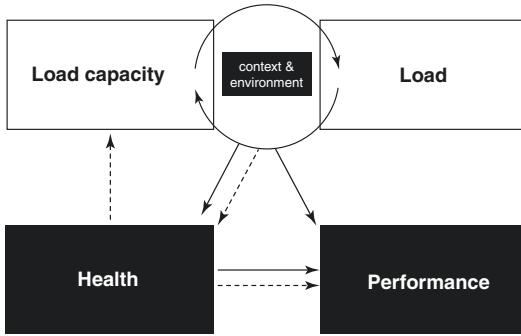 Load capacity
context &
environment
Load
Health
Performance